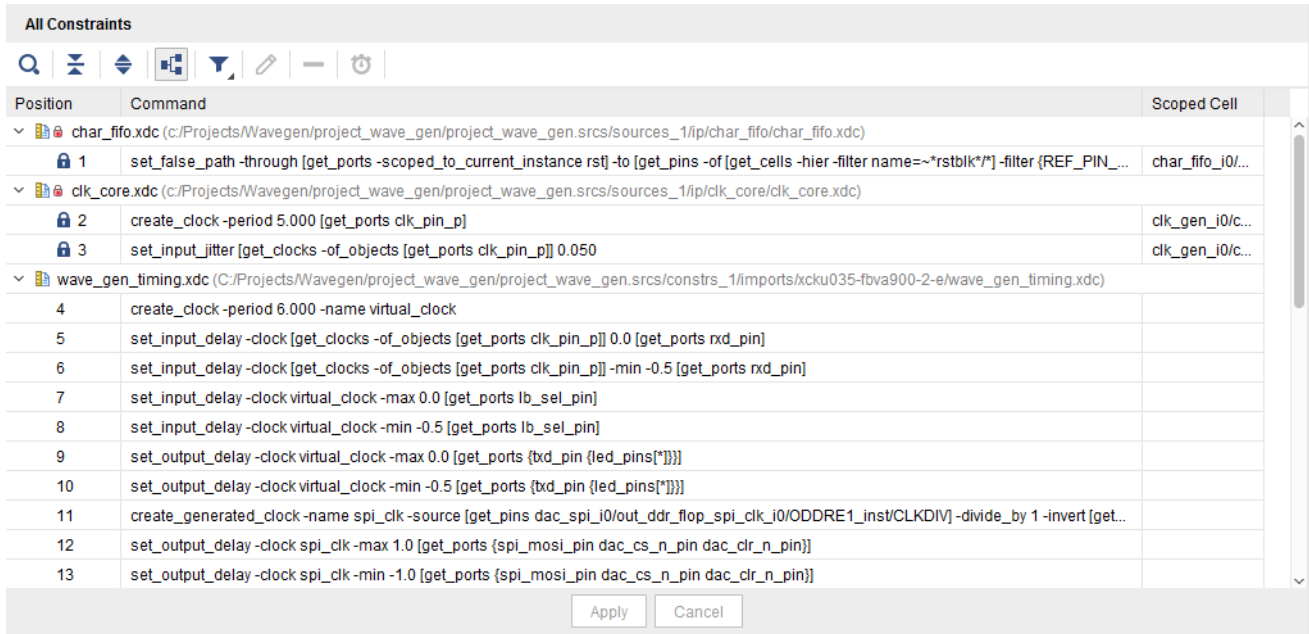 All Constraints
Position Command Scoped Cell
char_fifo.xdc (c:/Projects/Wavegen/project_wave_gen/project_wave_gen.srcs/sources_1/ip/char_fifo/char_fifo.xdc)
1 set_false_path -through [get_ports -scoped_to_current_instance rst] -to [get_pins -of [get_cells -hier -filter name=~*rstblk*/*] -filter {REF_PIN_... char_fifo_i0/...
clk_core.xdc (c:/Projects/Wavegen/project_wave_gen/project_wave_gen.srcs/sources_1/ip/clk_core/clk_core.xdc)
2 create_clock -period 5.000 [get_ports clk_pin_p] clk_gen_i0/c...
3 set_input_jitter [get_clocks -of_objects [get_ports clk_pin_p]] 0.050 clk_gen_i0/c...
wave_gen_timing.xdc (C:/Projects/Wavegen/project_wave_gen/project_wave_gen.srcs/constrs_1/imports/xcku035-fbva900-2-e/wave_gen_timing.xdc)
4 create_clock -period 6.000 -name virtual_clock
5 set_input_delay -clock [get_clocks -of_objects [get_ports clk_pin_p]] 0.0 [get_ports rxd_pin]
6 set_input_delay -clock [get_clocks -of_objects [get_ports clk_pin_p]] -min -0.5 [get_ports rxd_pin]
7 set_input_delay -clock virtual_clock -max 0.0 [get_ports lb_sel_pin]
8 set_input_delay -clock virtual_clock -min -0.5 [get_ports lb_sel_pin]
9 set_output_delay -clock virtual_clock -max 0.0 [get_ports {txd_pin {led_pins[*]}}]
10 set_output_delay -clock virtual_clock -min -0.5 [get_ports {txd_pin {led_pins[*]}}]
11 create_generated_clock -name spi_clk -source [get_pins dac_spi_i0/out_ddr_flop_spi_clk_i0/ODDRE1_inst/CLKDIV] -divide_by 1 -invert [get...
12 set_output_delay -clock spi_clk -max 1.0 [get_ports {spi_mosi_pin dac_cs_n_pin dac_clr_n_pin}]
13 set_output_delay -clock spi_clk -min -1.0 [get_ports {spi_mosi_pin dac_cs_n_pin dac_clr_n_pin}]
Apply Cancel